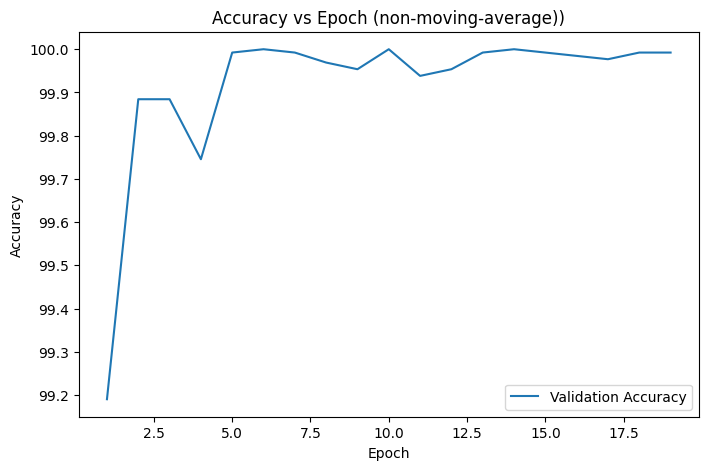 Accuracy vs Epoch (non-moving-average))
100.0
99.9
99.8
99.7
99.6
99.5
99.4
99.3
99.2
Accuracy
Validation Accuracy
2.5 5.0 7.5 10.0 12.5 15.0 17.5
Epoch